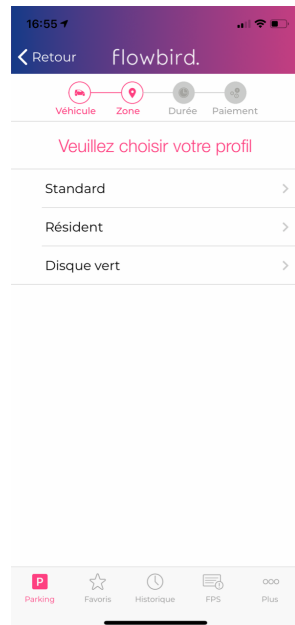 16:55
Retour
flowbird.
Véhicule Zone Durée Paiement
Veuillez choisir votre profil
Standard
Résident
Disque vert
P
Parking Favoris Historique FPS Plus